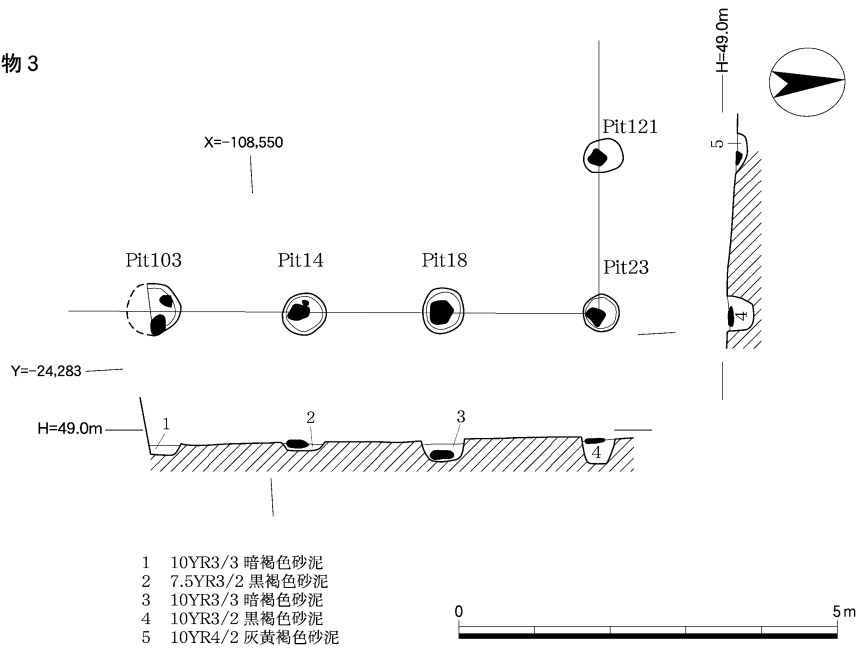 物 3
H=49.0m
Pit121
5
X=-108,550
Pit103
Pit14
Pit18
Pit23
4
Y=-24,283
H=49.0m
1
2
3
4
1 10YR3/3 暗褐色砂泥
2 7.5YR3/2 黒褐色砂泥
3 10YR3/3 暗褐色砂泥
4 10YR3/2 黒褐色砂泥
5 10YR4/2 灰黄褐色砂泥
0 5m